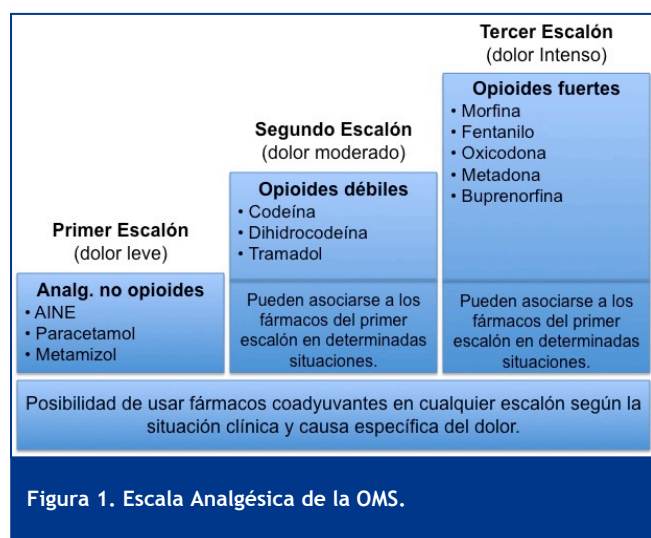 Primer Escalón
(dolor leve)
Analg. no opioides
• AINE
• Paracetamol
• Metamizol
Segundo Escalón
(dolor moderado)
Opioides débiles
• Codeína
• Dihidrocodeína
• Tramadol
Pueden asociarse a los
fármacos del primer
escalón en determinadas
situaciones.
Tercer Escalón
(dolor Intenso)
Opioides fuertes
• Morfina
• Fentanilo
• Oxicodona
• Metadona
• Buprenorfina
Pueden asociarse a los
fármacos del primer
escalón en determinadas
situaciones.
Posibilidad de usar fármacos coadyuvantes en cualquier escalón según la
situación clínica y causa específica del dolor.
Figura 1. Escala Analgésica de la OMS.